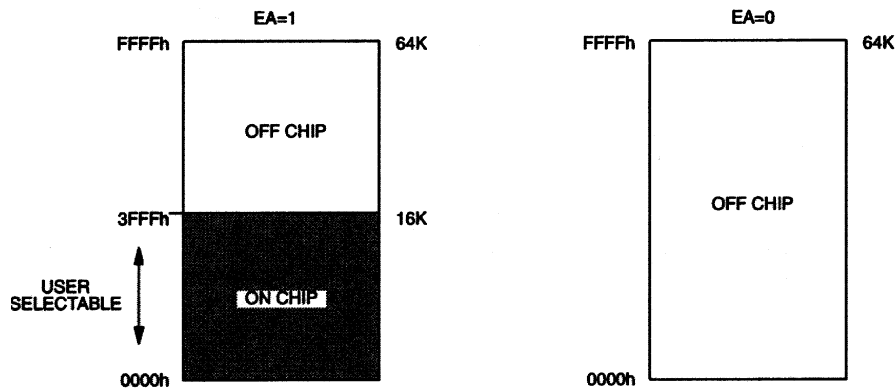 EA=1
FFFFh
64K
OFF CHIP
3FFFh
16K
USER
SELECTABLE
ON CHIP
0000h
EA=0
FFFFh
64K
OFF CHIP
0000h